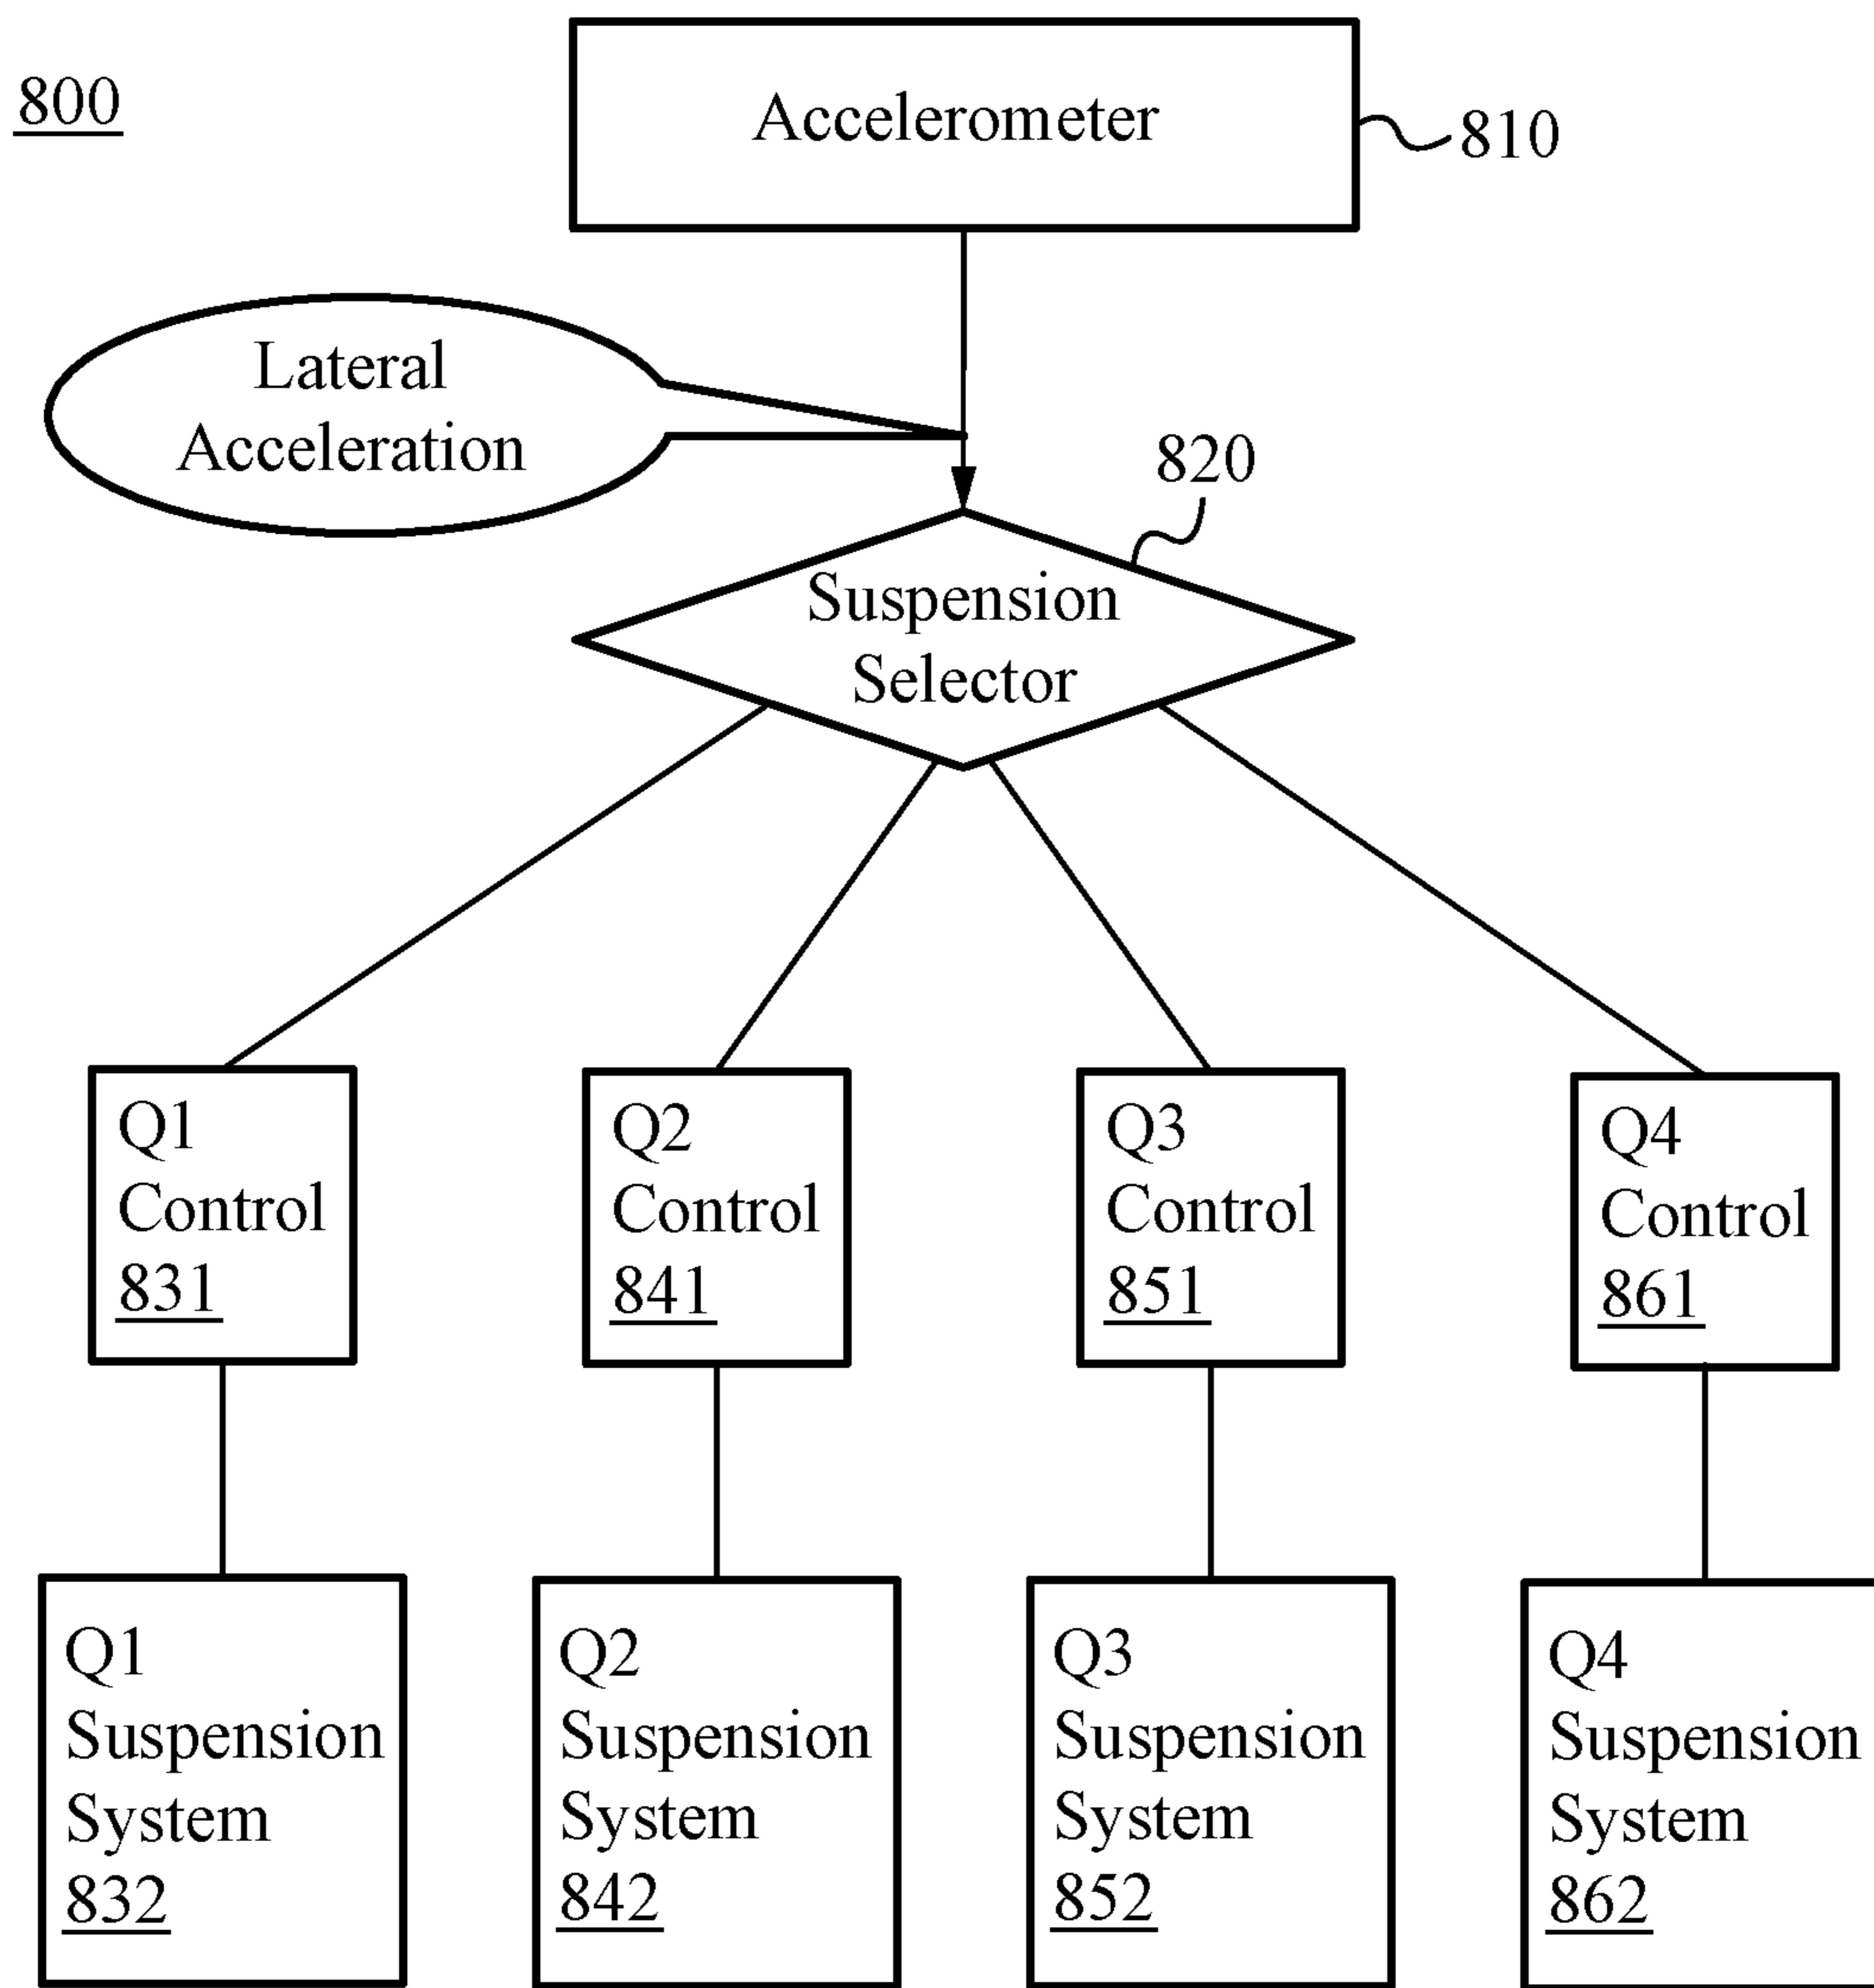 800
Accelerometer
810
Lateral
Acceleration
820
Suspension
Selector
Q1
Control
831
Q2
Control
841
Q3
Control
851
Q4
Control
861
Q1
Suspension
System
832
Q2
Suspension
System
842
Q3
Suspension
System
852
Q4
Suspension
System
862